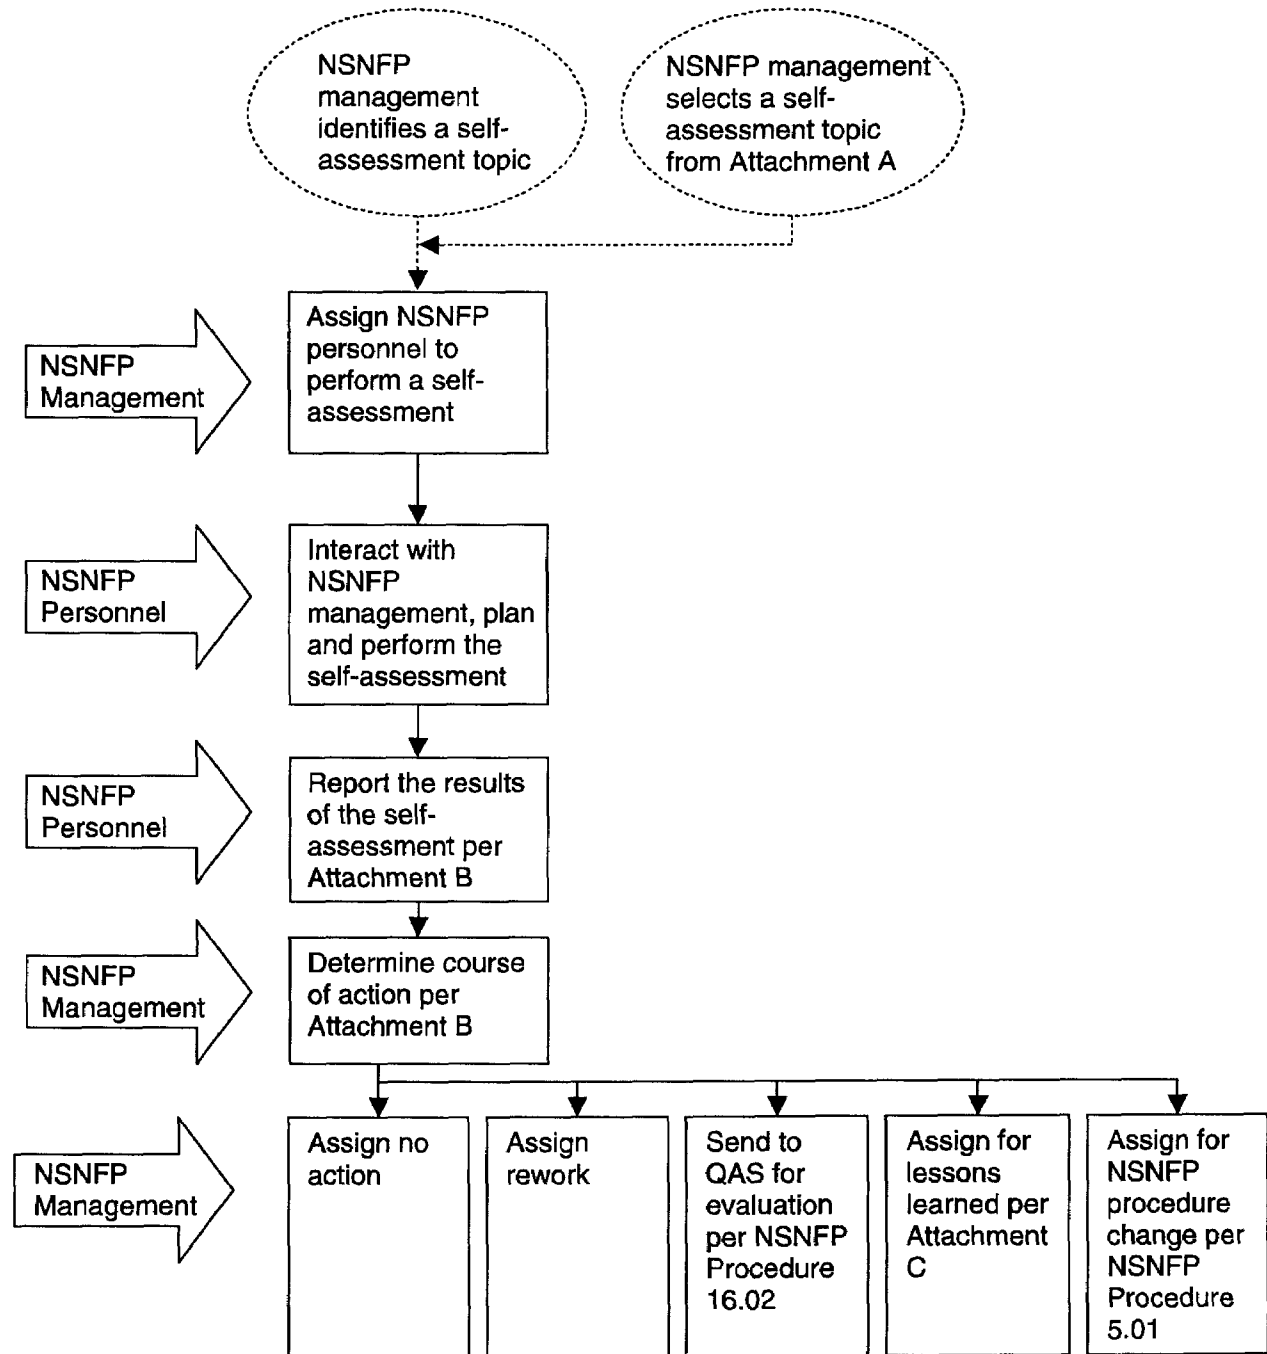 NSNFP
management
identifies a self-
assessment topic
NSNFP management
selects a self-
assessment topic
from Attachment A
NSNFP
Management
Assign NSNFP
personnel to
perform a self-
assessment
NSNFP
Personnel
Interact with
NSNFP
management, plan
and perform the
self-assessment
NSNFP
Personnel
Report the results
of the self-
assessment per
Attachment B
NSNFP
Management
Determine course
of action per
Attachment B
NSNFP
Management
Assign no
action
Assign
rework
Send to
QAS for
evaluation
per NSNFP
Procedure
16.02
Assign for
lessons
learned per
Attachment
C
Assign for
NSNFP
procedure
change per
NSNFP
Procedure
5.01